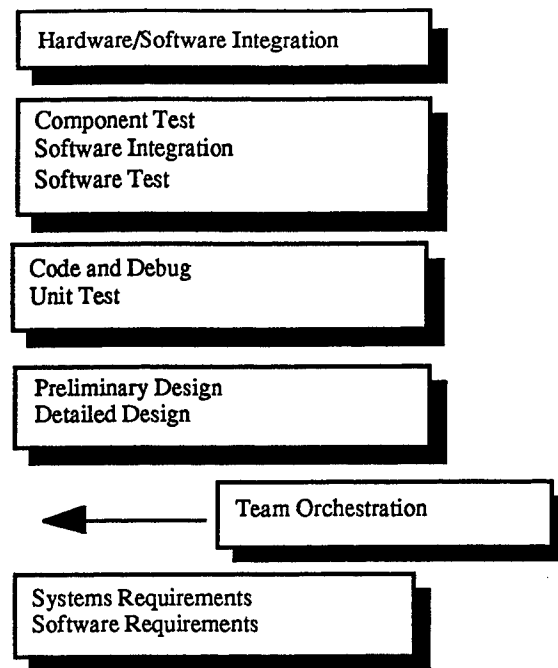 Hardware/Software Integration
Component Test
Software Integration
Software Test
Code and Debug
Unit Test
Preliminary Design
Detailed Design
Team Orchestration
Systems Requirements
Software Requirements